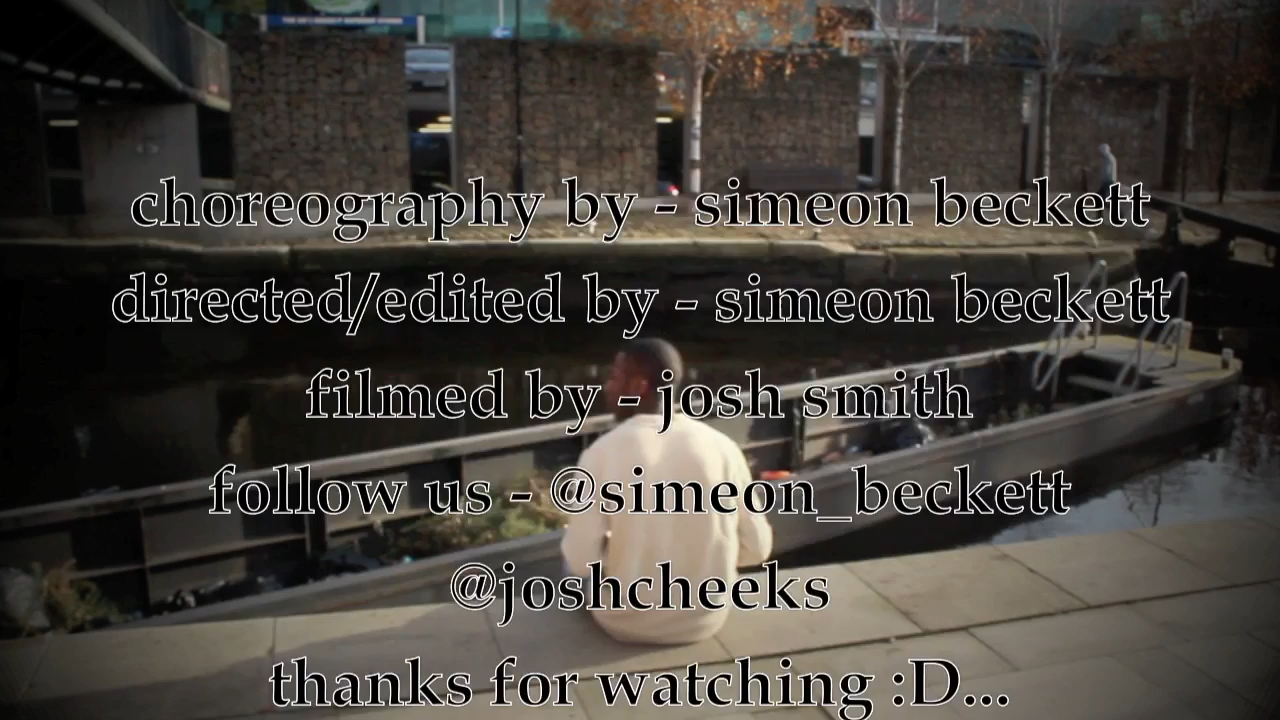 choreography by - simeon beckett
directed/edited by - simeon beckett
filmed by - josh smith
follow us - @simeon_beckett
@joshcheeks
thanks for watching :D...